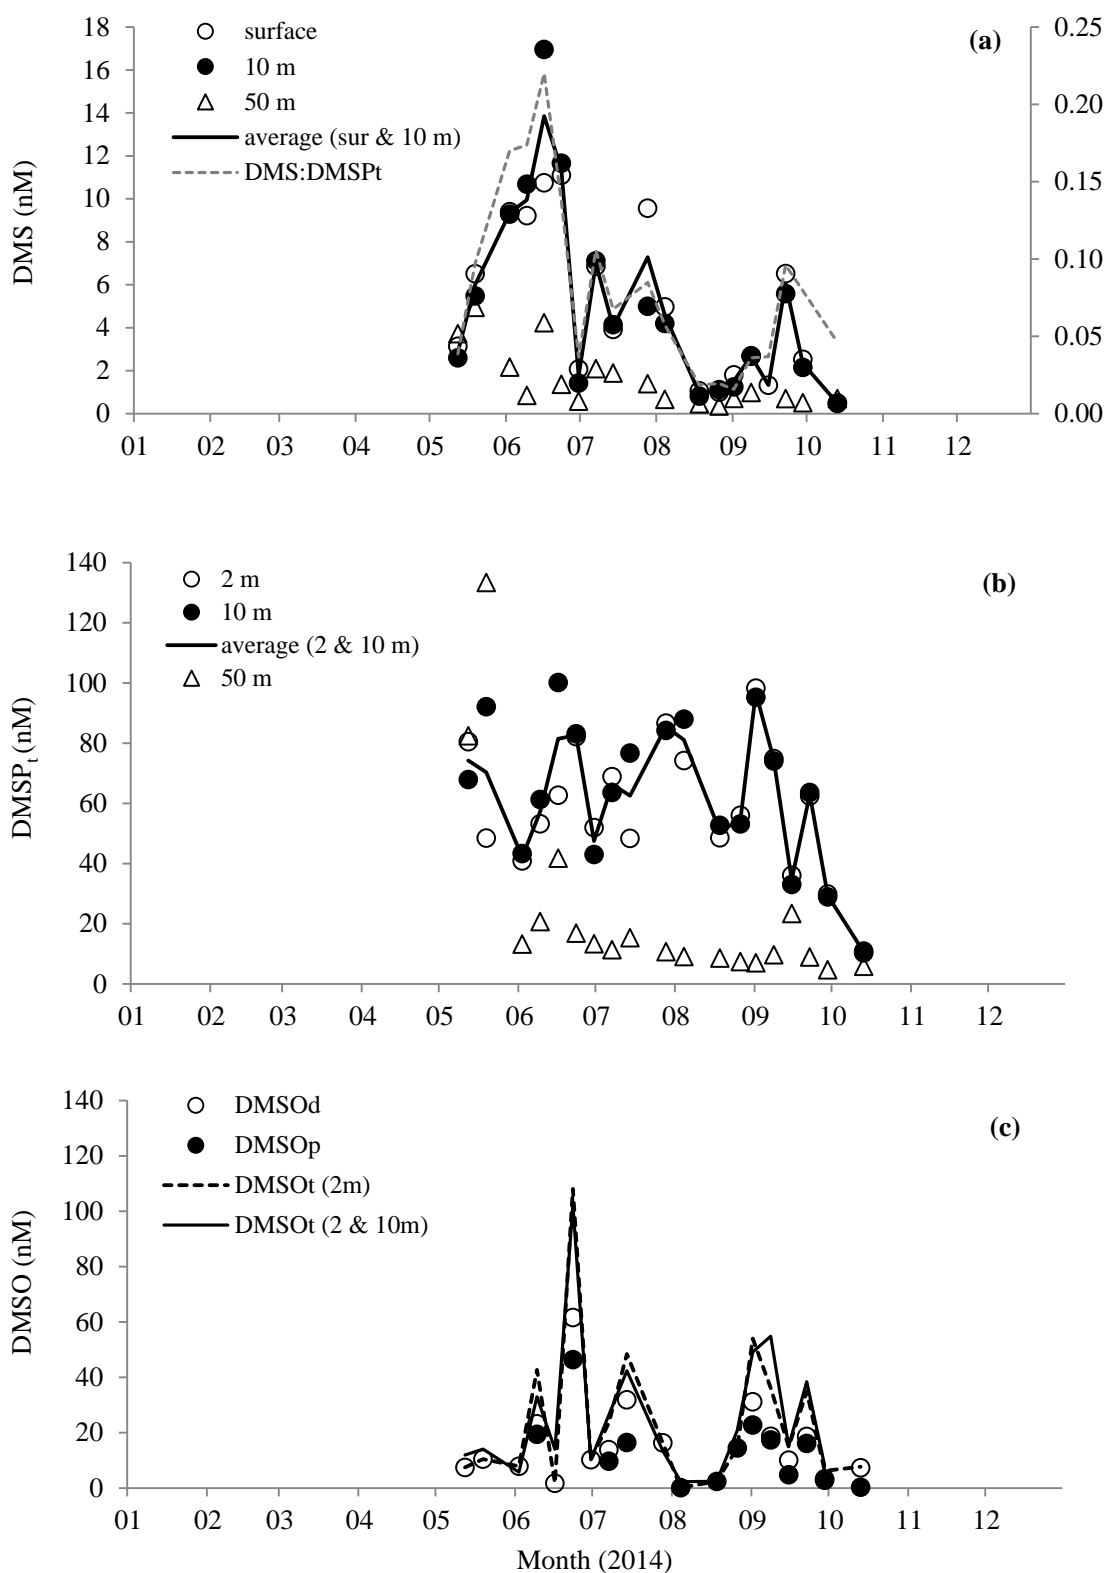 18
16
14
12
10
8
6
4
2
0
DMS (nM)
surface
10 m
50 m
average (sur & 10 m)
DMS:DMSPt
(a)
0.25
0.20
0.15
0.10
0.05
0.00
01 02 03 04 05 06 07 08 09 10 11 12
140
120
100
80
60
40
20
0
DMSPt (nM)
2 m
10 m
average (2 & 10 m)
50 m
(b)
01 02 03 04 05 06 07 08 09 10 11 12
140
120
100
80
60
40
20
0
DMSO (nM)
DMSOd
DMSOp
DMSOt (2m)
DMSOt (2 & 10m)
(c)
01 02 03 04 05 06 07 08 09 10 11 12
Month (2014)